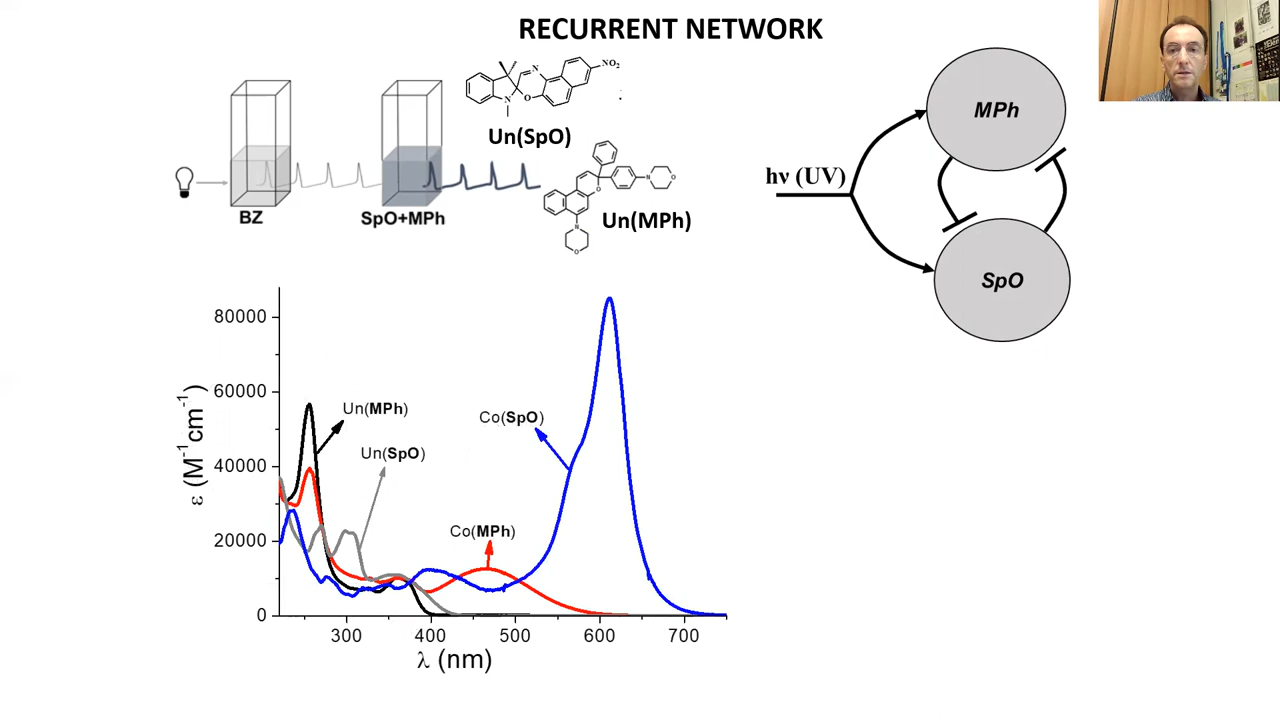 RECURRENT NETWORK
NO₂
N
N
O
Un(SpO)
O
N
O
N
O
Un(MPh)
BZ
SpO+MPh
MPh
hν (UV)
SpO
80000
60000
40000
20000
0
ε (M⁻¹cm⁻¹)
Un(MPh)
Un(SpO)
Co(SpO)
Co(MPh)
300 400 500 600 700
λ (nm)